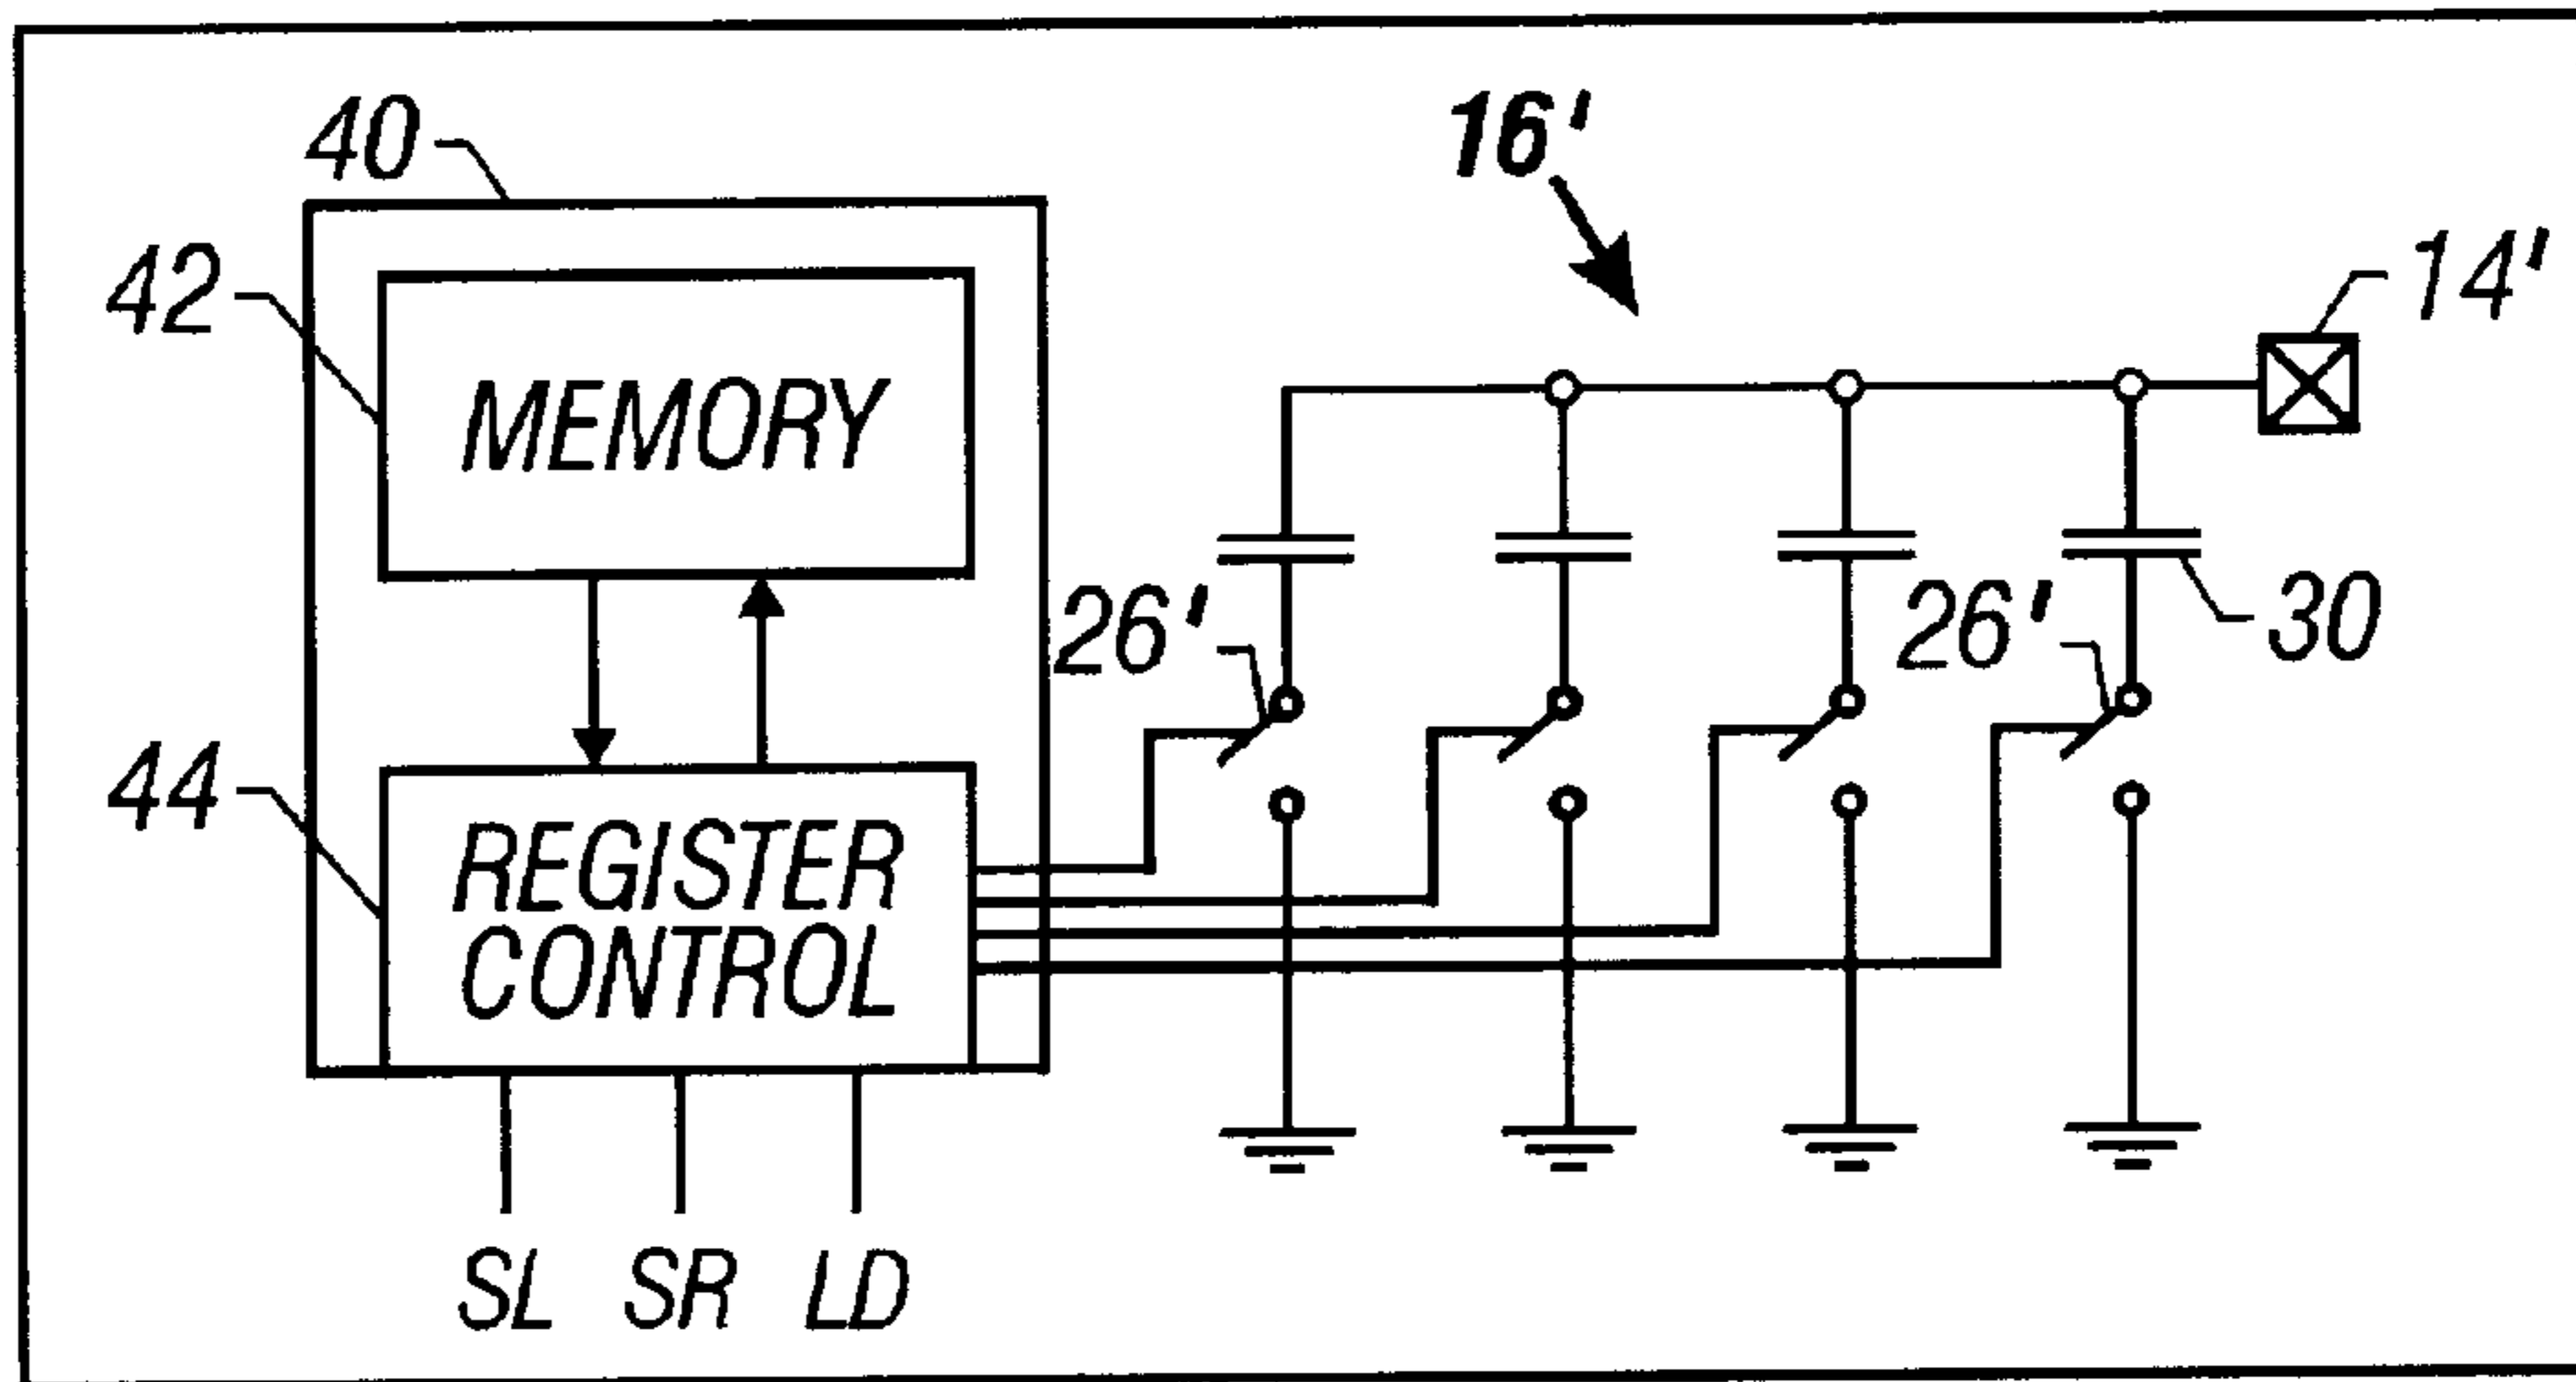 40
16'
42
14'
MEMORY
26'
26'
30
44
REGISTER
CONTROL
SL SR LD